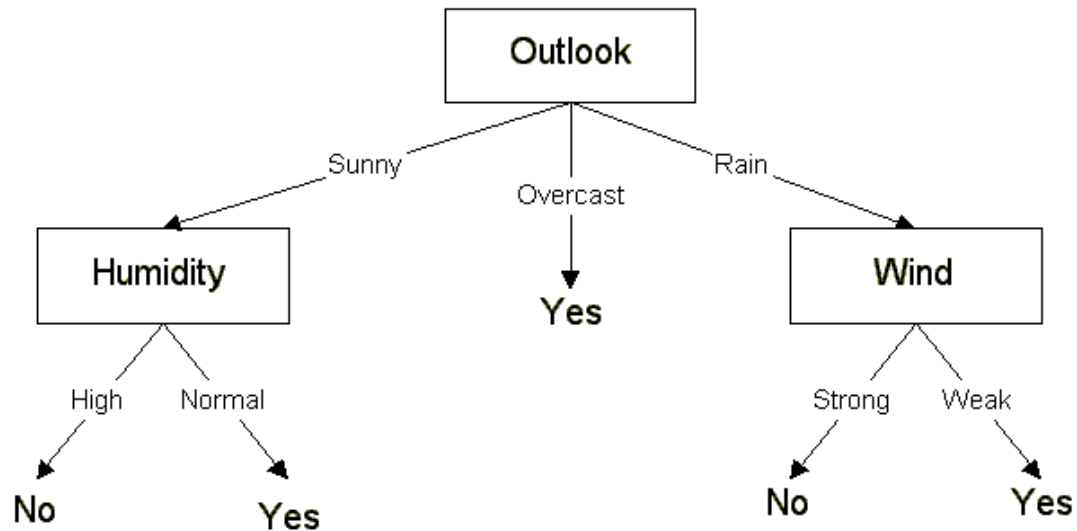 Outlook
Sunny
Overcast
Rain
Humidity
Yes
Wind
High
Normal
Strong
Weak
No
Yes
No
Yes